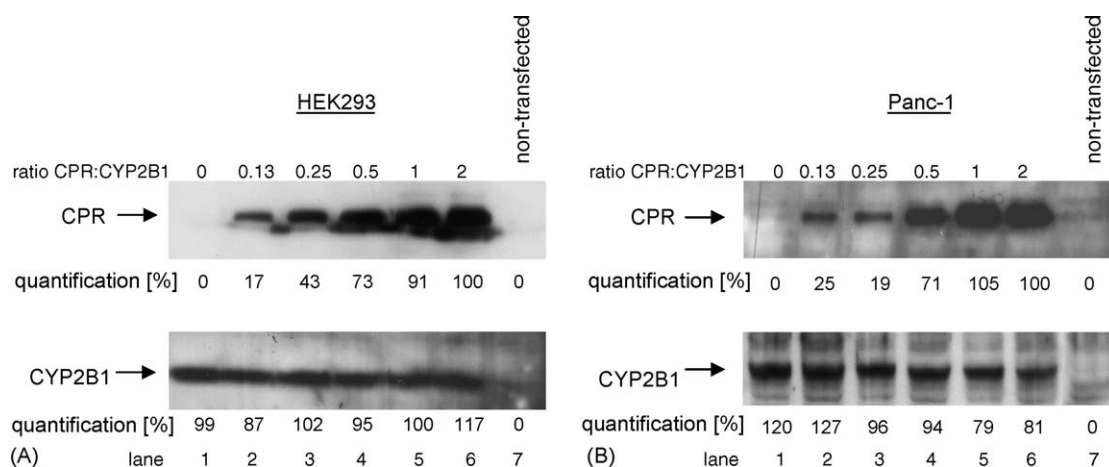 HEK293
non-transfected
ratio CPR:CYP2B1 0 0.13 0.25 0.5 1 2
CPR
quantification [%] 0 17 43 73 91 100 0
CYP2B1
quantification [%] 99 87 102 95 100 117 0
(A) lane 1 2 3 4 5 6 7
Panc-1
non-transfected
ratio CPR:CYP2B1 0 0.13 0.25 0.5 1 2
CPR
quantification [%] 0 25 19 71 105 100 0
CYP2B1
quantification [%] 120 127 96 94 79 81 0
(B) lane 1 2 3 4 5 6 7